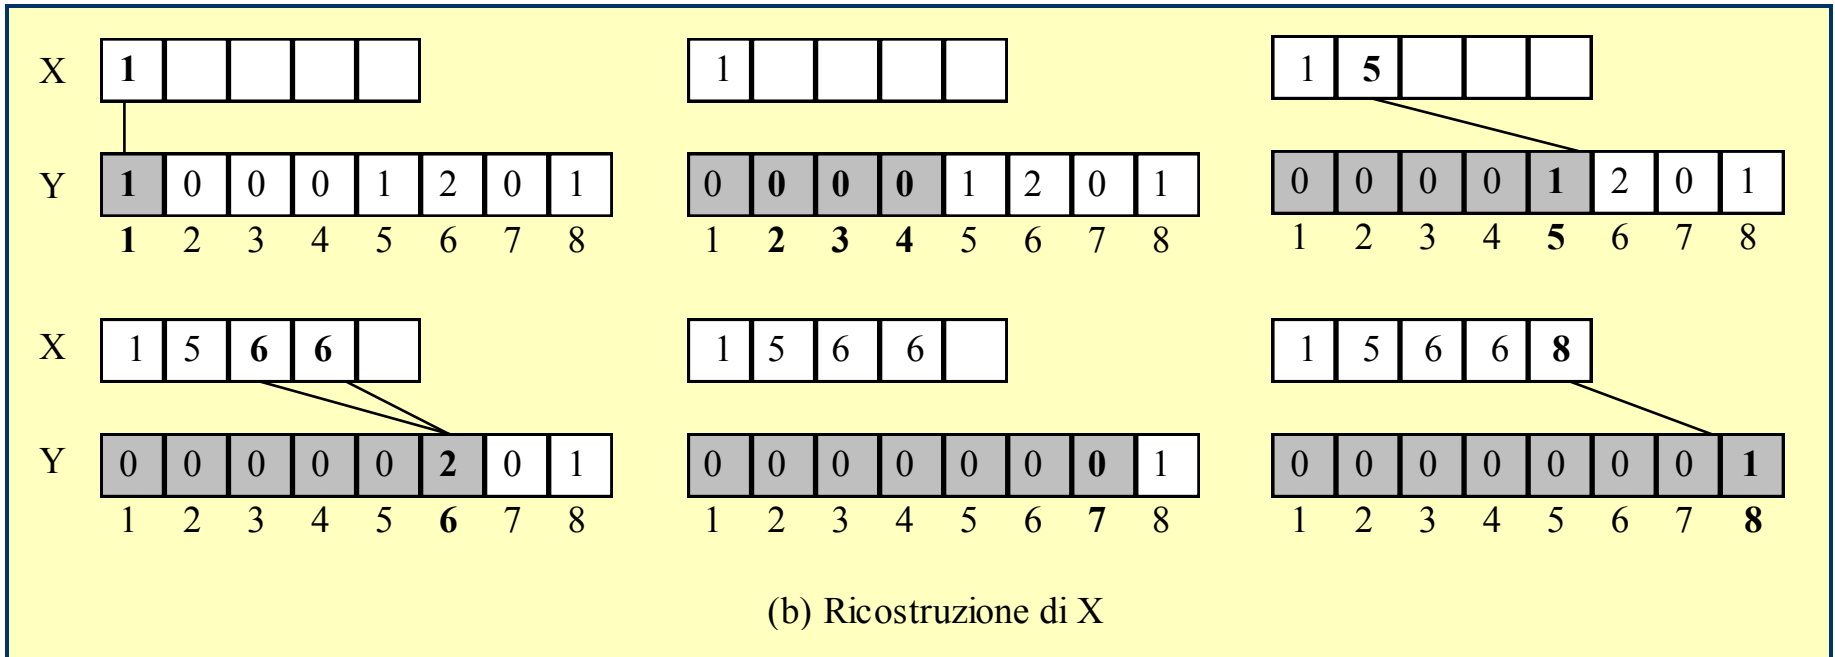 X 1 1 1 5
Y 1 0 0 0 1 2 0 1 0 0 0 0 1 2 0 1 0 0 0 0 1 2 0 1
1 2 3 4 5 6 7 8 1 2 3 4 5 6 7 8 1 2 3 4 5 6 7 8
X 1 5 6 6 1 5 6 6 1 5 6 6 8
Y 0 0 0 0 0 2 0 1 0 0 0 0 0 0 0 1 0 0 0 0 0 0 0 1
1 2 3 4 5 6 7 8 1 2 3 4 5 6 7 8 1 2 3 4 5 6 7 8
(b) Ricostruzione di X